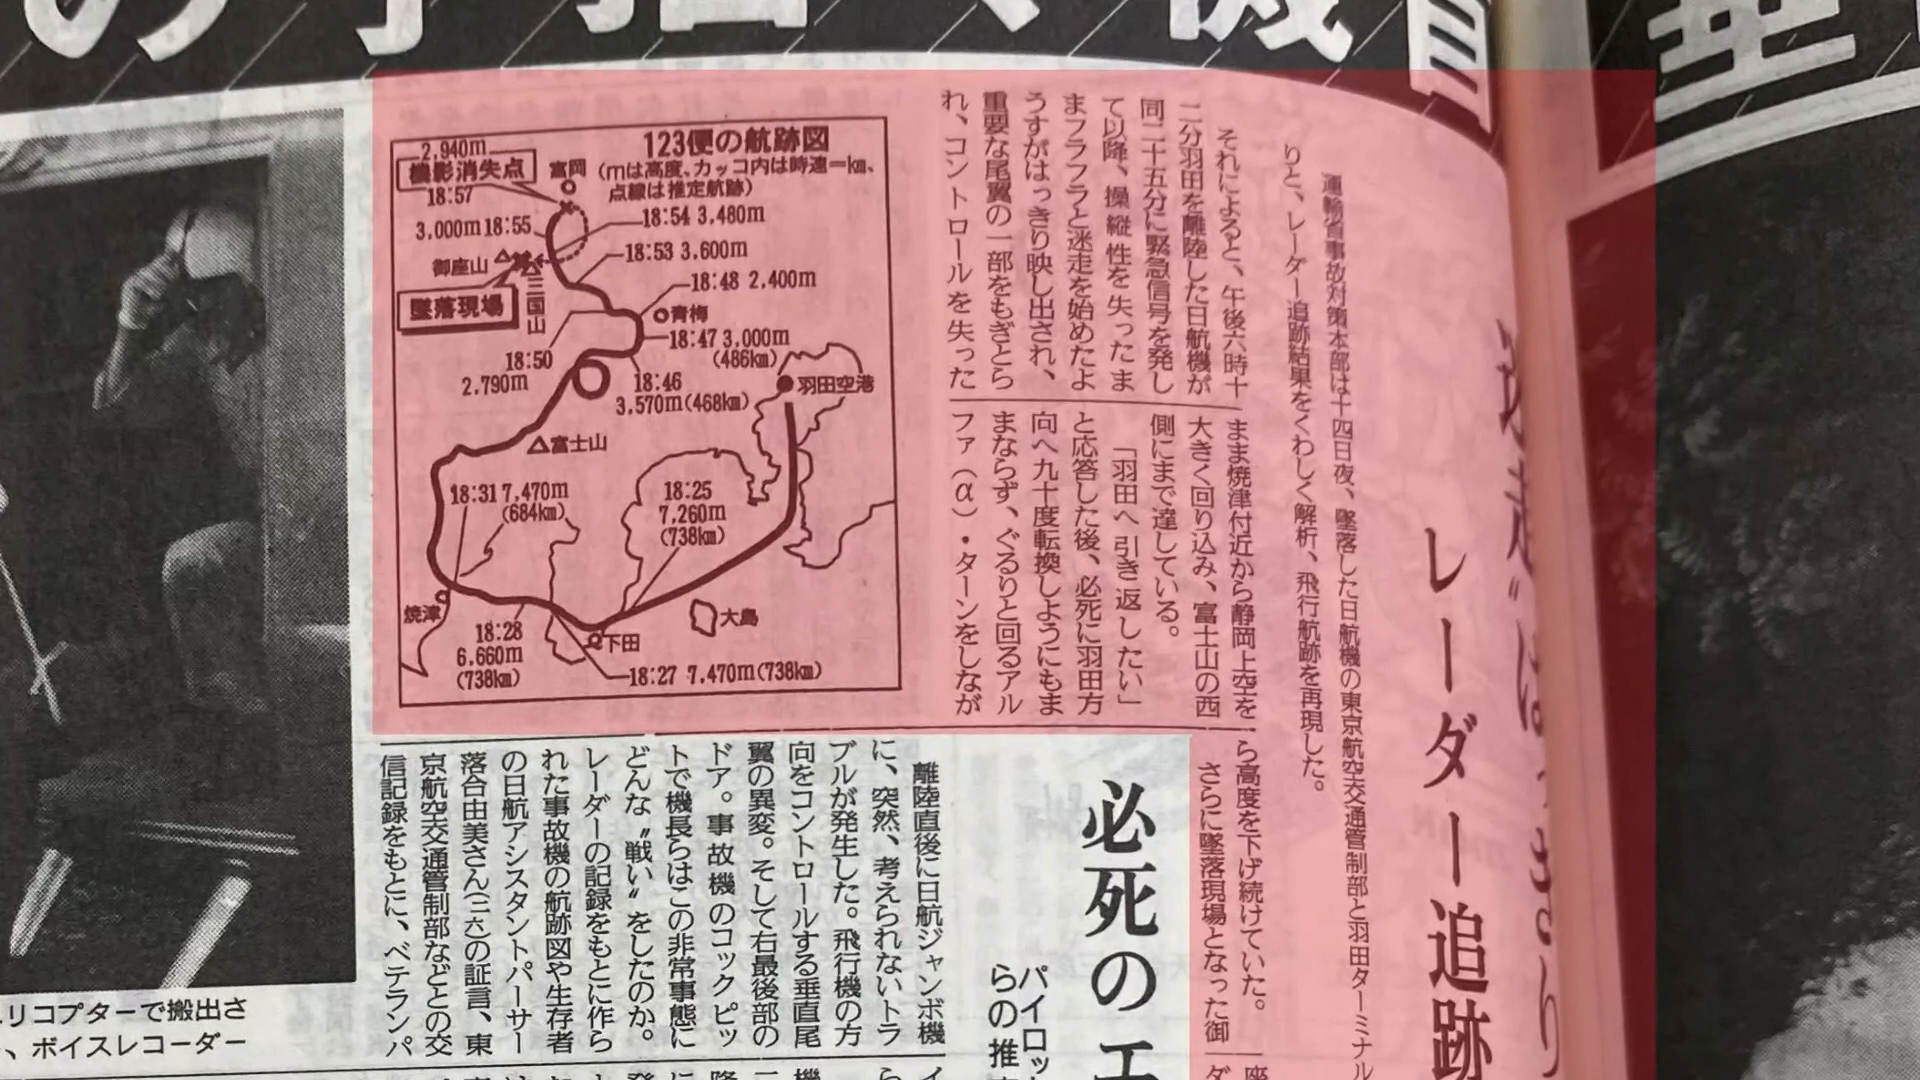 の手
機
自
垂
迷走〟はっきり
レーダー追跡
運輸省事故対策本部は十四日夜、墜落した日航機の東京航空交通管制部と羽田ターミナル
りと、レーダー追跡結果をくわしく解析、飛行航跡を再現した。
それによると、午後六時十
二分羽田を離陸した日航機が
同二十五分に緊急信号を発し
て以降、操縦性を失ったま
まフラフラと迷走を始めたよ
うすがはっきり映し出され、
重要な尾翼の一部をもぎとら
れ、コントロールを失った
まま焼津付近から静岡上空を
大きく回り込み、富士山の西
側にまで達している。
「羽田へ引き返したい」
と応答した後、必死に羽田方
向へ九十度転換しようにもま
まならず、ぐるりと回るアル
ファ(α)・ターンをしなが
ら高度を下げ続けていた。
さらに墜落現場となった御
座
ダ
123便の航跡図
(mは高度、カッコ内は時速=km、
点線は推定航跡)
2,940m
機影消失点
18:57
富岡
3,000m 18:55
18:54 3,480m
18:53 3,600m
御座山
三国山
墜落現場
18:48 2,400m
青梅
18:47 3,000m
(486km)
18:50
2,790m
18:46
3,570m(468km)
羽田空港
富士山
18:31 7,470m
(684km)
18:25
7,260m
(738km)
焼津
18:28
6,660m
(738km)
下田
大島
18:27 7,470m(738km)
必死のエ
パイロッ
らの推
離陸直後に日航ジャンボ機
に、突然、考えられないトラ
ブルが発生した。飛行機の方
向をコントロールする垂直尾
翼の異変。そして右最後部の
ドア。事故機のコックピッ
トで機長らはこの非常事態に
どんな〝戦い〟をしたのか。
レーダーの記録をもとに作ら
れた事故機の航跡図や生存者
の日航アシスタントパーサー
落合由美さん(二六)の証言、東
京航空交通管制部などとの交
信記録をもとに、ベテランパ
リコプターで搬出さ
、ボイスレコーダー